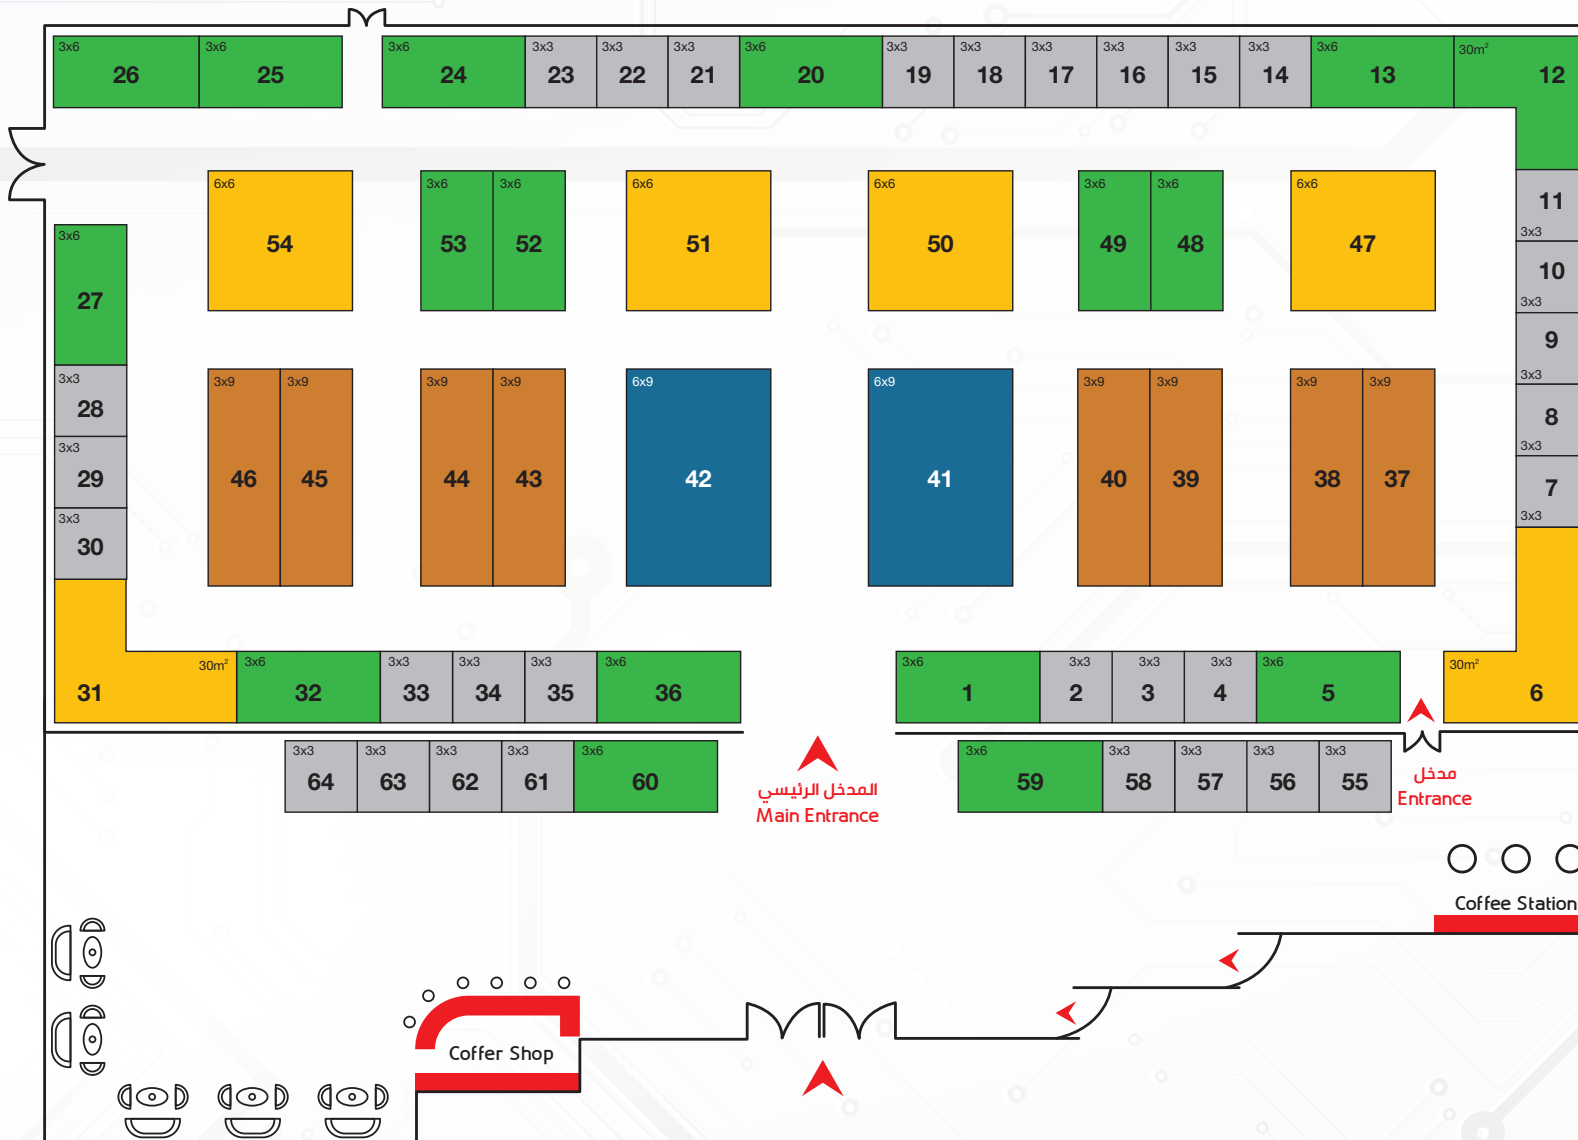 3x6 3x6 3x6 3x3 3x3 3x3 3x6 3x3 3x3 3x3 3x3 3x3 3x3 3x6 30m²
26 25 24 23 22 21 20 19 18 17 16 15 14 13 12
6x6 3x6 3x6 6x6 6x6 3x6 3x6 6x6
11
3x3
3x6
54 53 52 51 50 49 48 47
10
3x3
27
9
3x3
3x3
28
3x9 3x9 3x9 3x9 6x9 6x9 3x9 3x9 3x9 3x9
8
3x3
3x3
29
46 45 44 43 42 41 40 39 38 37
7
3x3
3x3
30
30m² 3x6 3x3 3x3 3x3 3x6 3x6 3x3 3x3 3x3 3x6 30m²
31 32 33 34 35 36 1 2 3 4 5 6
3x3 3x3 3x3 3x3 3x6 3x6 3x3 3x3 3x3 3x3
64 63 62 61 60 59 58 57 56 55
المدخل الرئيسي
Main Entrance
مدخل
Entrance
Coffee Station
Coffer Shop